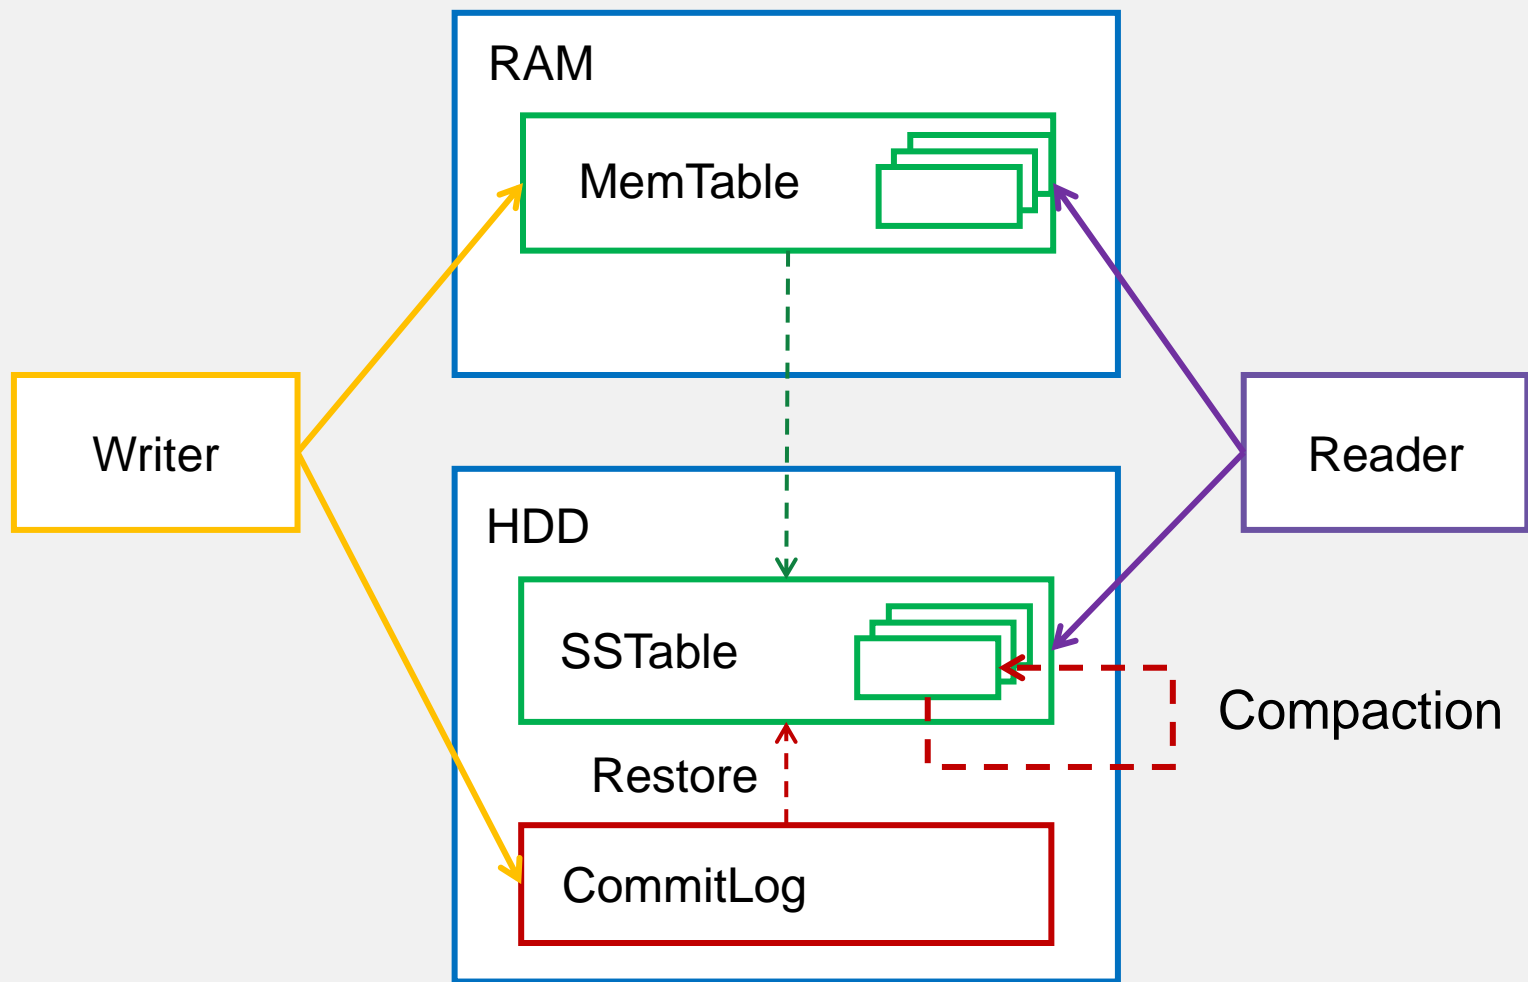 RAM
MemTable
Writer
Reader
HDD
SSTable
Compaction
Restore
CommitLog